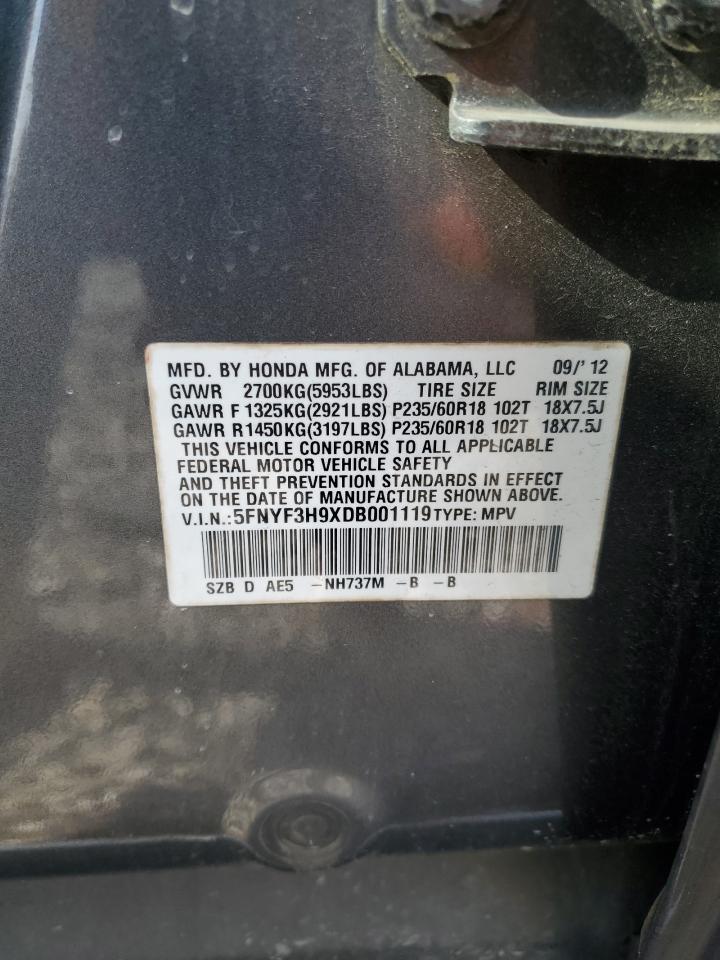 MFD. BY HONDA MFG. OF ALABAMA, LLC 09/'12
GVWR 2700KG(5953LBS) TIRE SIZE RIM SIZE
GAWR F 1325KG(2921LBS) P235/60R18 102T 18X7.5J
GAWR R1450KG(3197LBS) P235/60R18 102T 18X7.5J
THIS VEHICLE CONFORMS TO ALL APPLICABLE
FEDERAL MOTOR VEHICLE SAFETY
AND THEFT PREVENTION STANDARDS IN EFFECT
ON THE DATE OF MANUFACTURE SHOWN ABOVE.
V.I.N.:5FNYF3H9XDB001119 TYPE: MPV
SZB D AE5 -NH737M -B -B